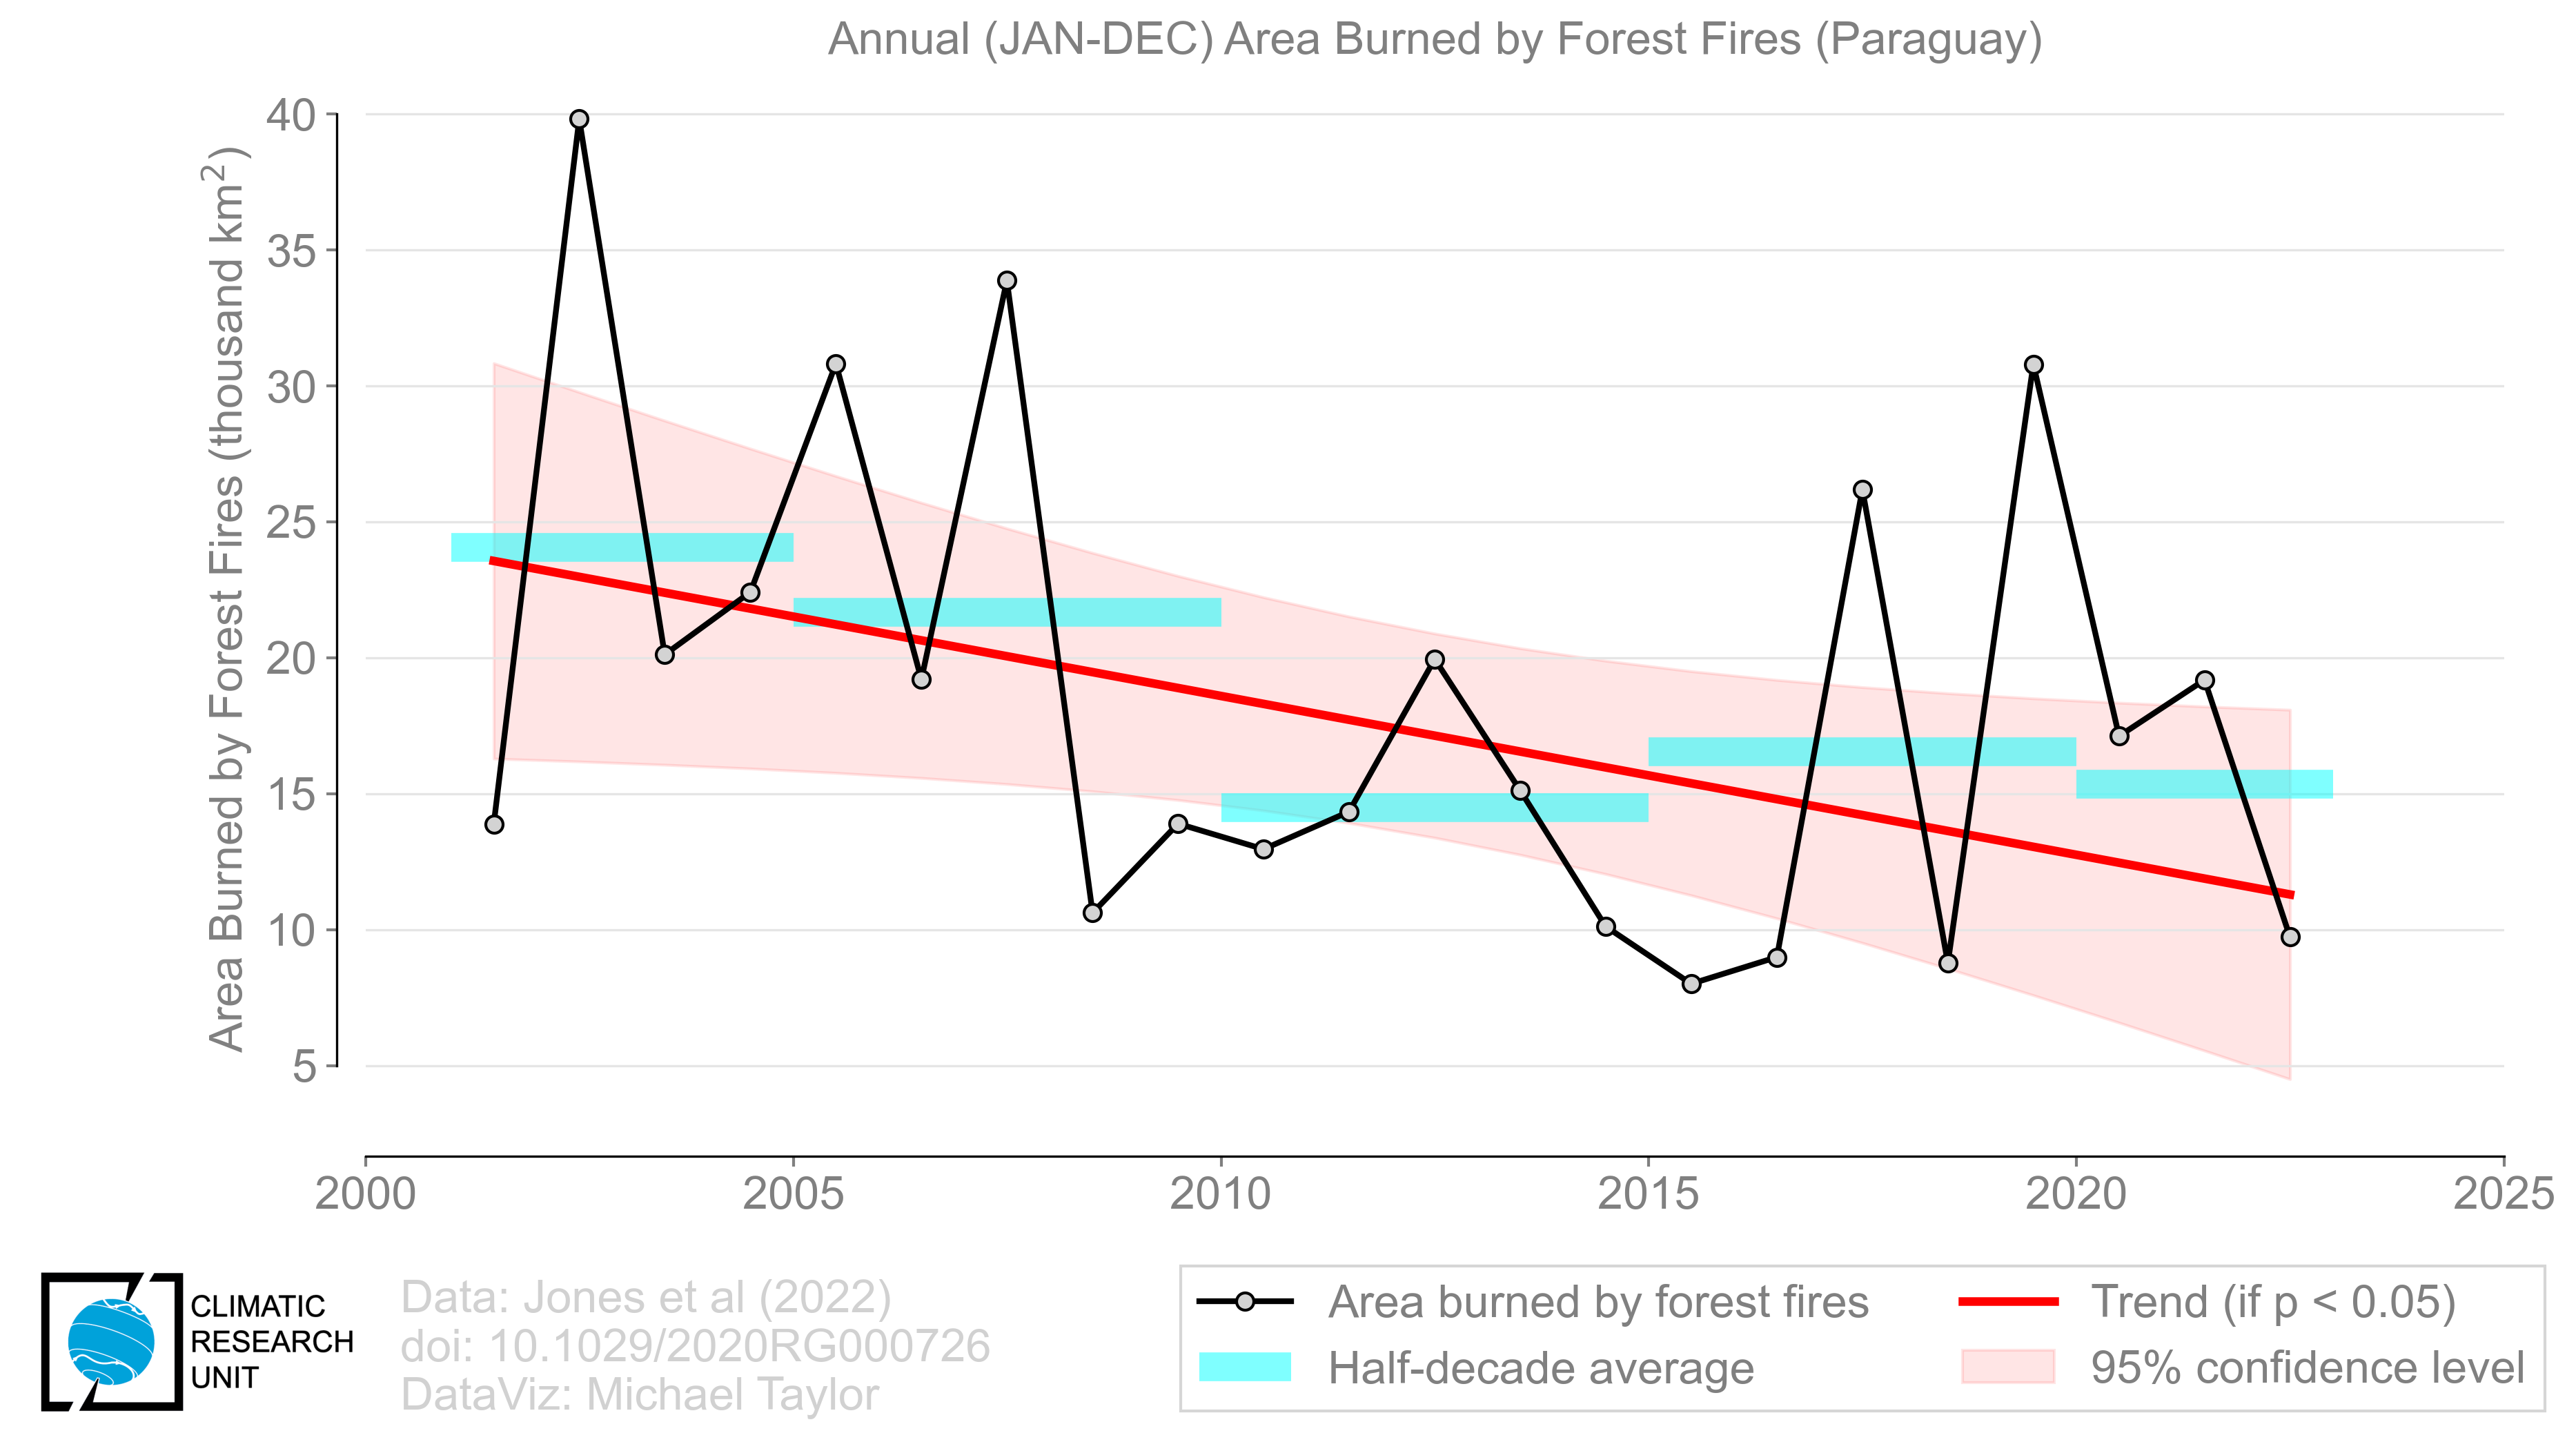 Annual (JAN-DEC) Area Burned by Forest Fires (Paraguay)
Area Burned by Forest Fires (thousand km²)
40
35
30
25
20
15
10
5
2000 2005 2010 2015 2020 2025
CLIMATIC
RESEARCH
UNIT
Data: Jones et al (2022)
doi: 10.1029/2020RG000726
DataViz: Michael Taylor
Area burned by forest fires
Half-decade average
Trend (if p < 0.05)
95% confidence level